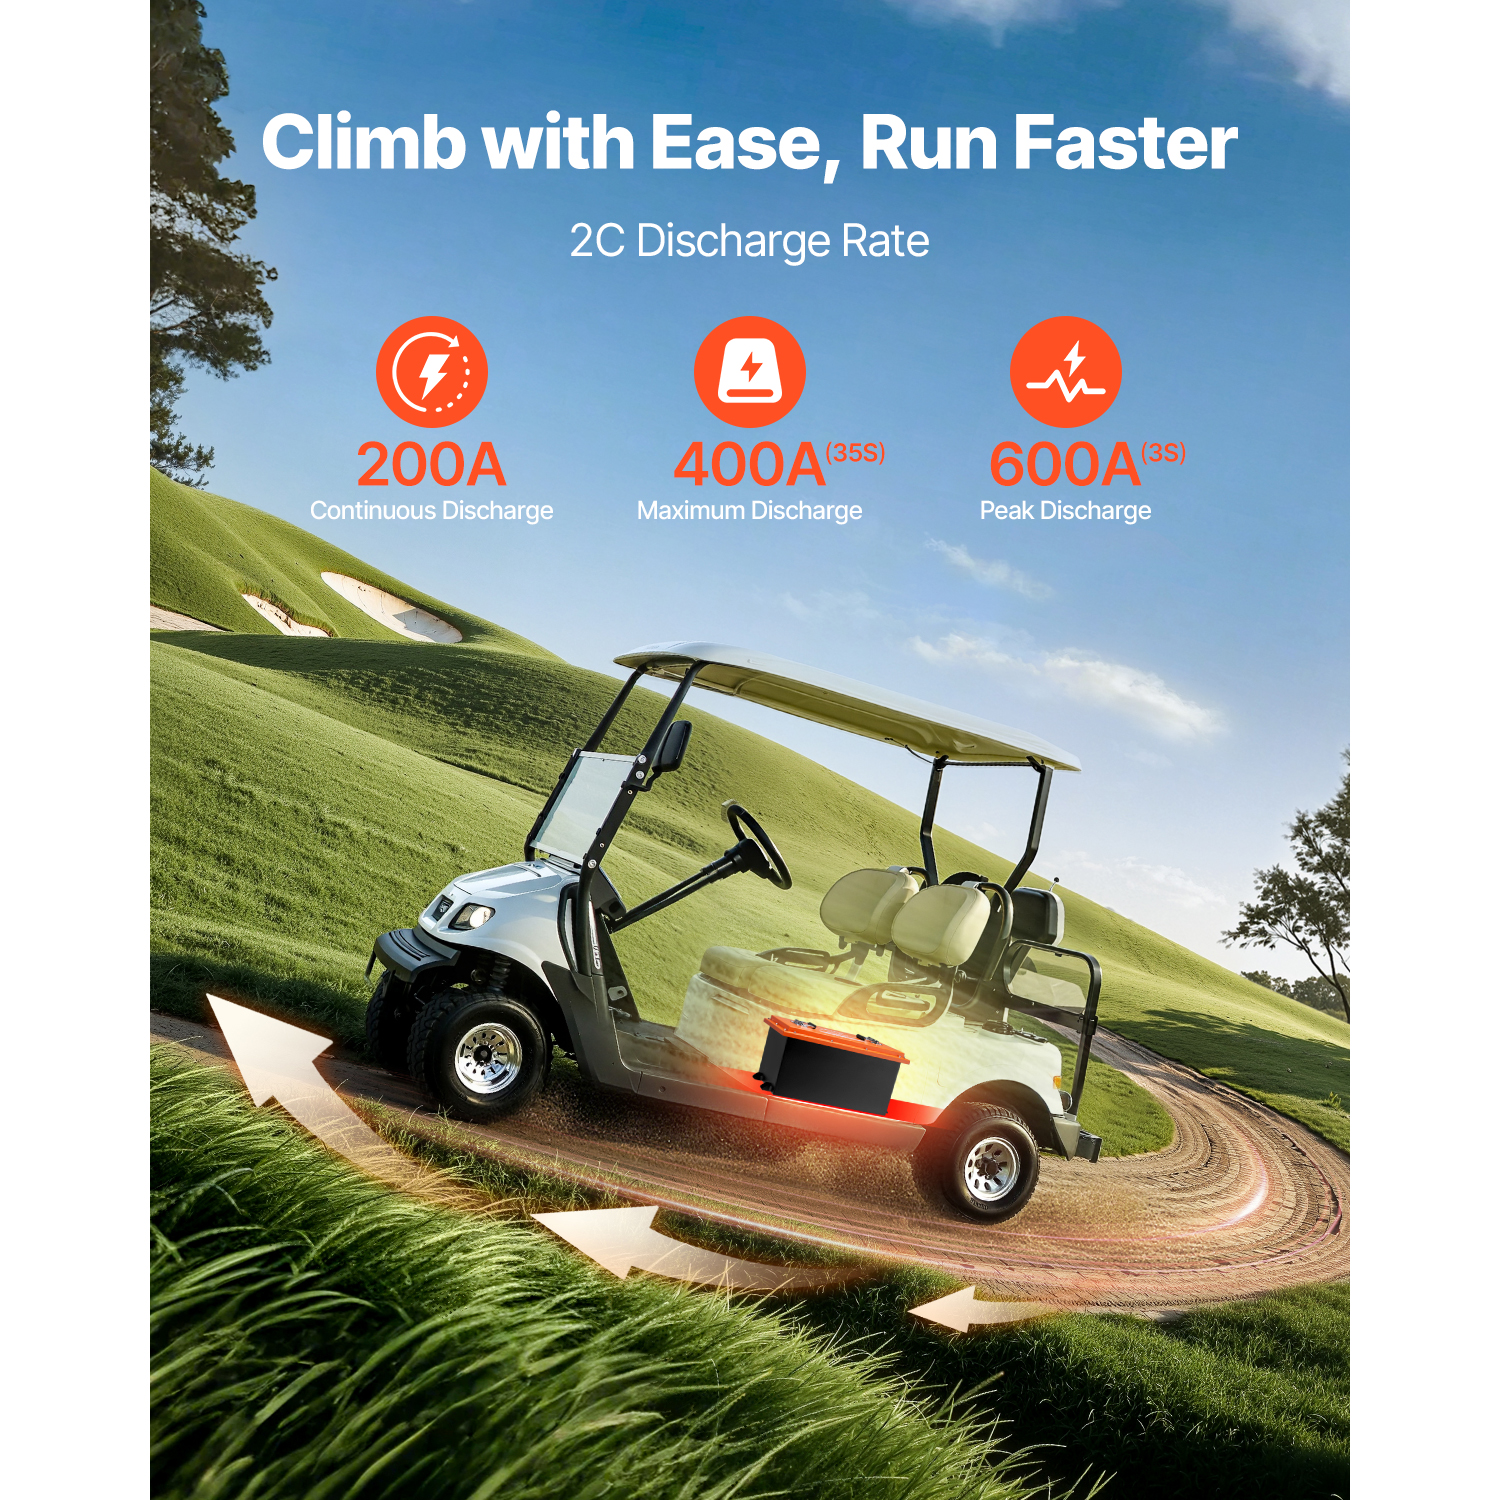 Climb with Ease, Run Faster
2C Discharge Rate
200A
Continuous Discharge
400A(35S)
Maximum Discharge
600A(3S)
Peak Discharge